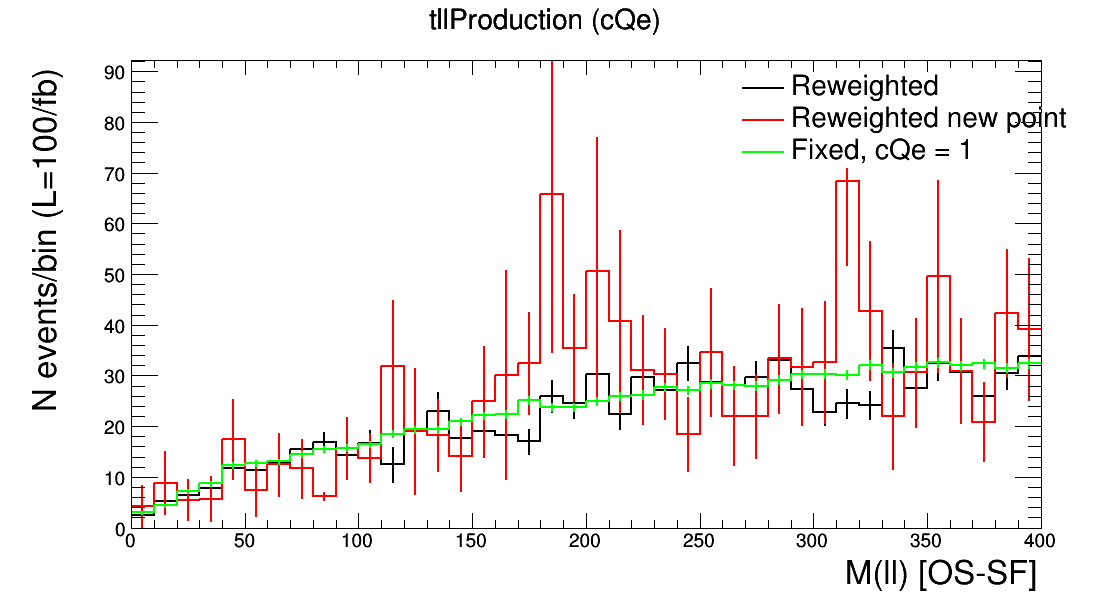 tllProduction (cQe)
N events/bin (L=100/fb)
90
80
70
60
50
40
30
20
10
0
Reweighted
Reweighted new point
Fixed, cQe = 1
0 50 100 150 200 250 300 350 400
M(ll) [OS-SF]